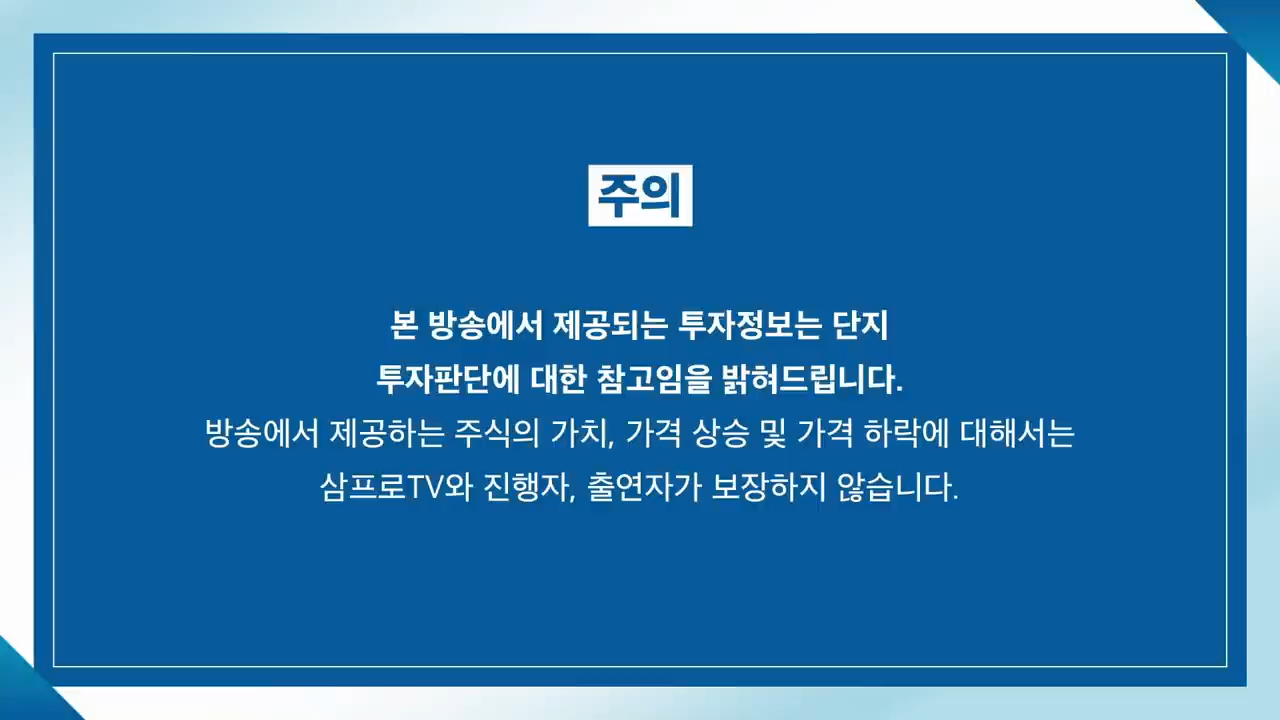 주의
본 방송에서 제공되는 투자정보는 단지
투자판단에 대한 참고임을 밝혀드립니다.
방송에서 제공하는 주식의 가치, 가격 상승 및 가격 하락에 대해서는
삼프로TV와 진행자, 출연자가 보장하지 않습니다.